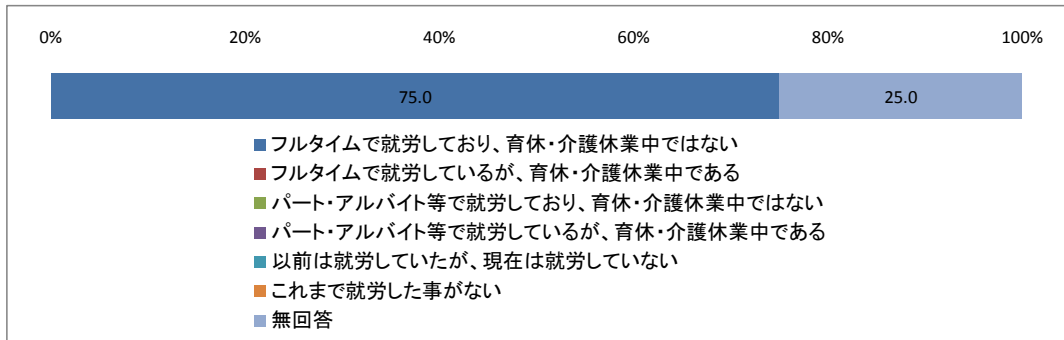 0% 20% 40% 60% 80% 100%
75.0 25.0
フルタイムで就労しており、育休・介護休業中ではない
フルタイムで就労しているが、育休・介護休業中である
パート・アルバイト等で就労しており、育休・介護休業中ではない
パート・アルバイト等で就労しているが、育休・介護休業中である
以前は就労していたが、現在は就労していない
これまで就労した事がない
無回答